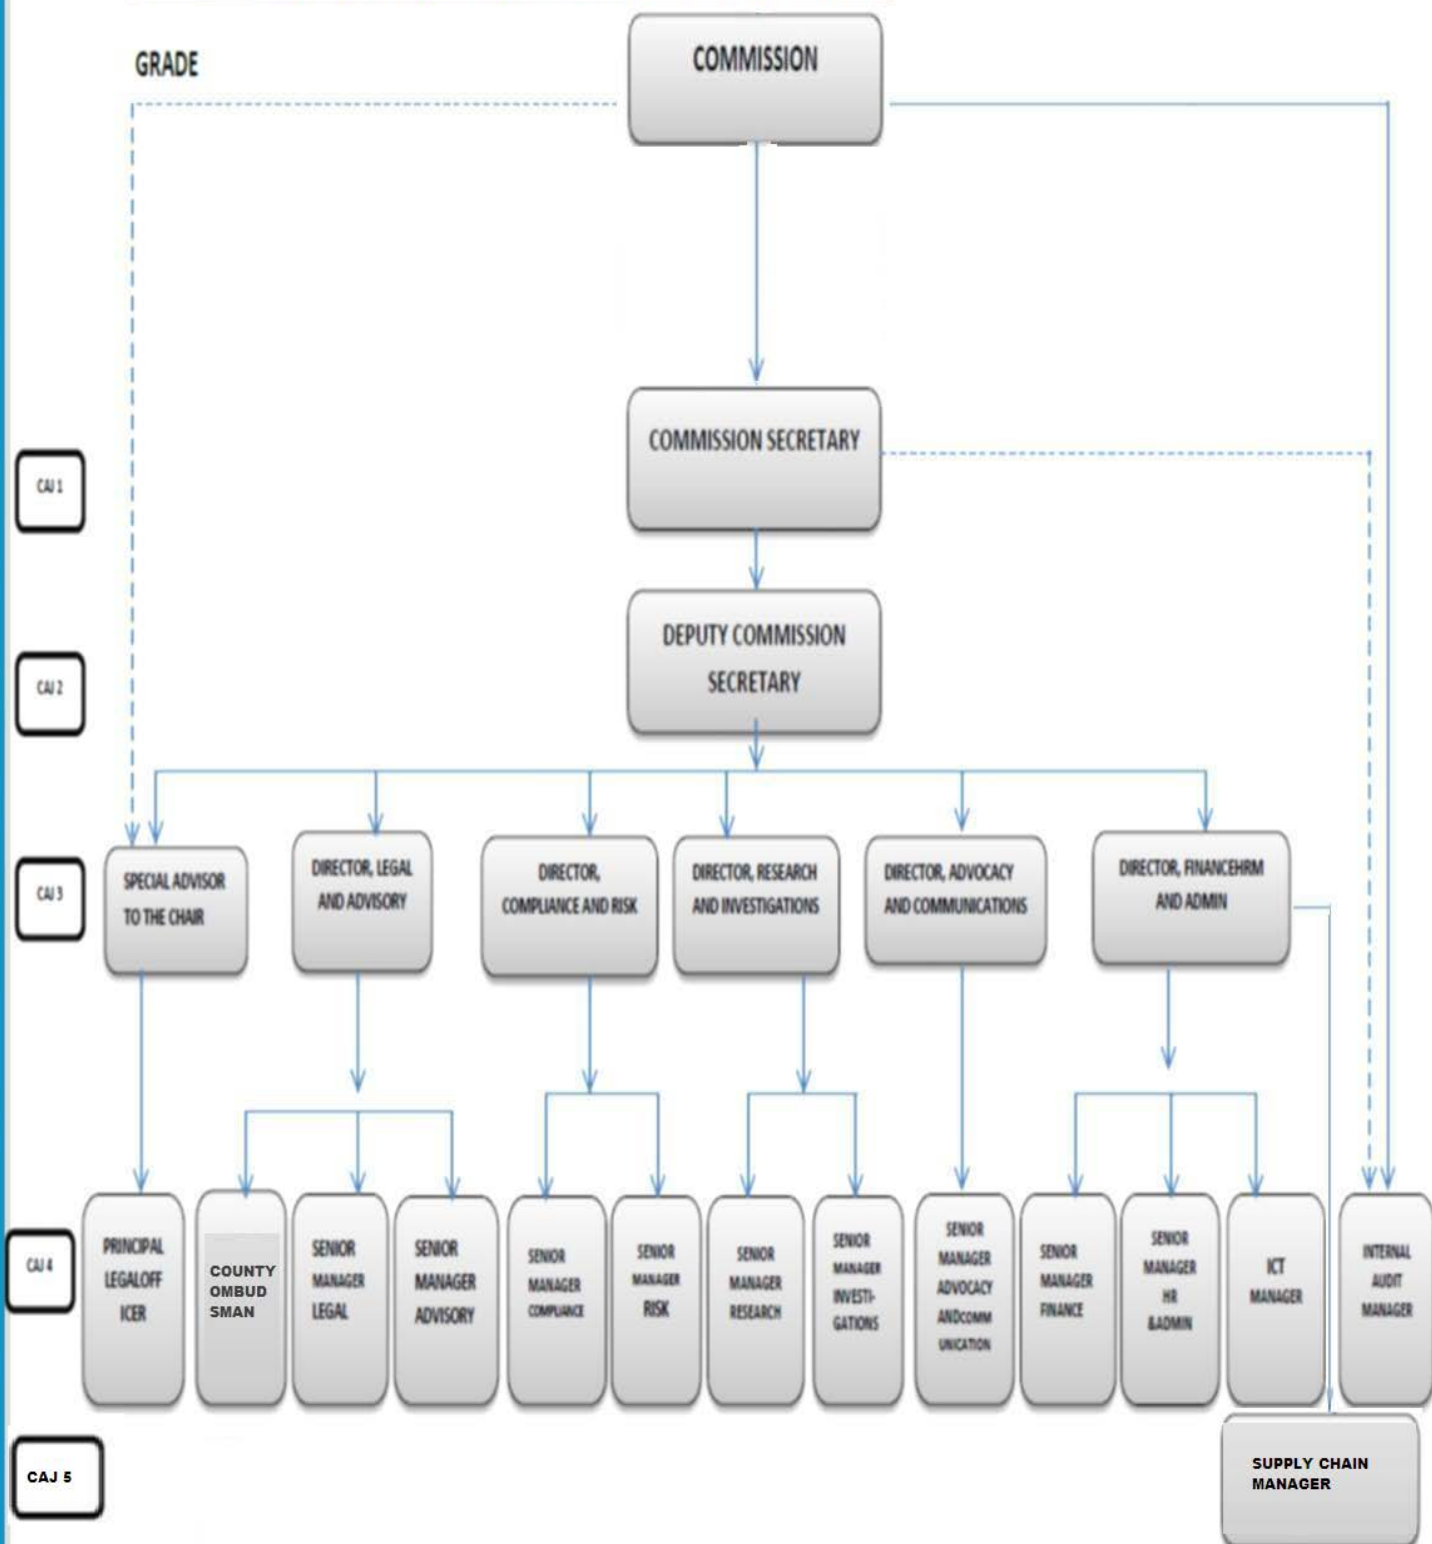 GRADE
COMMISSION
CAJ 1
COMMISSION SECRETARY
CAJ 2
DEPUTY COMMISSION
SECRETARY
CAJ 3
SPECIAL ADVISOR
TO THE CHAIR
DIRECTOR, LEGAL
AND ADVISORY
DIRECTOR,
COMPLIANCE AND RISK
DIRECTOR, RESEARCH
AND INVESTIGATIONS
DIRECTOR, ADVOCACY
AND COMMUNICATIONS
DIRECTOR, FINANCEHRM
AND ADMIN
CAJ 4
PRINCIPAL
LEGALOFF
ICER
COUNTY
OMBUD
SMAN
SENIOR
MANAGER
LEGAL
SENIOR
MANAGER
ADVISORY
SENIOR
MANAGER
COMPLIANCE
SENIOR
MANAGER
RISK
SENIOR
MANAGER
RESEARCH
SENIOR
MANAGER
INVESTI-
GATIONS
SENIOR
MANAGER
ADVOCACY
ANDCOMM
UNICATION
SENIOR
MANAGER
FINANCE
SENIOR
MANAGER
HR
&ADMIN
ICT
MANAGER
INTERNAL
AUDIT
MANAGER
CAJ 5
SUPPLY CHAIN
MANAGER